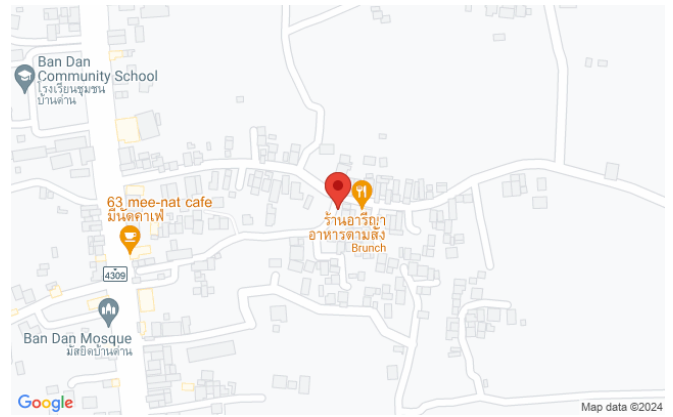 Ban Dan
Community School
โรงเรียนชุมชน
บ้านด่าน
63 mee-nat cafe
มีนัดคาเฟ่
ร้านอารีญา
อาหารตามสั่ง
Brunch
4309
Ban Dan Mosque
มัสยิดบ้านด่าน
Google
Map data ©2024